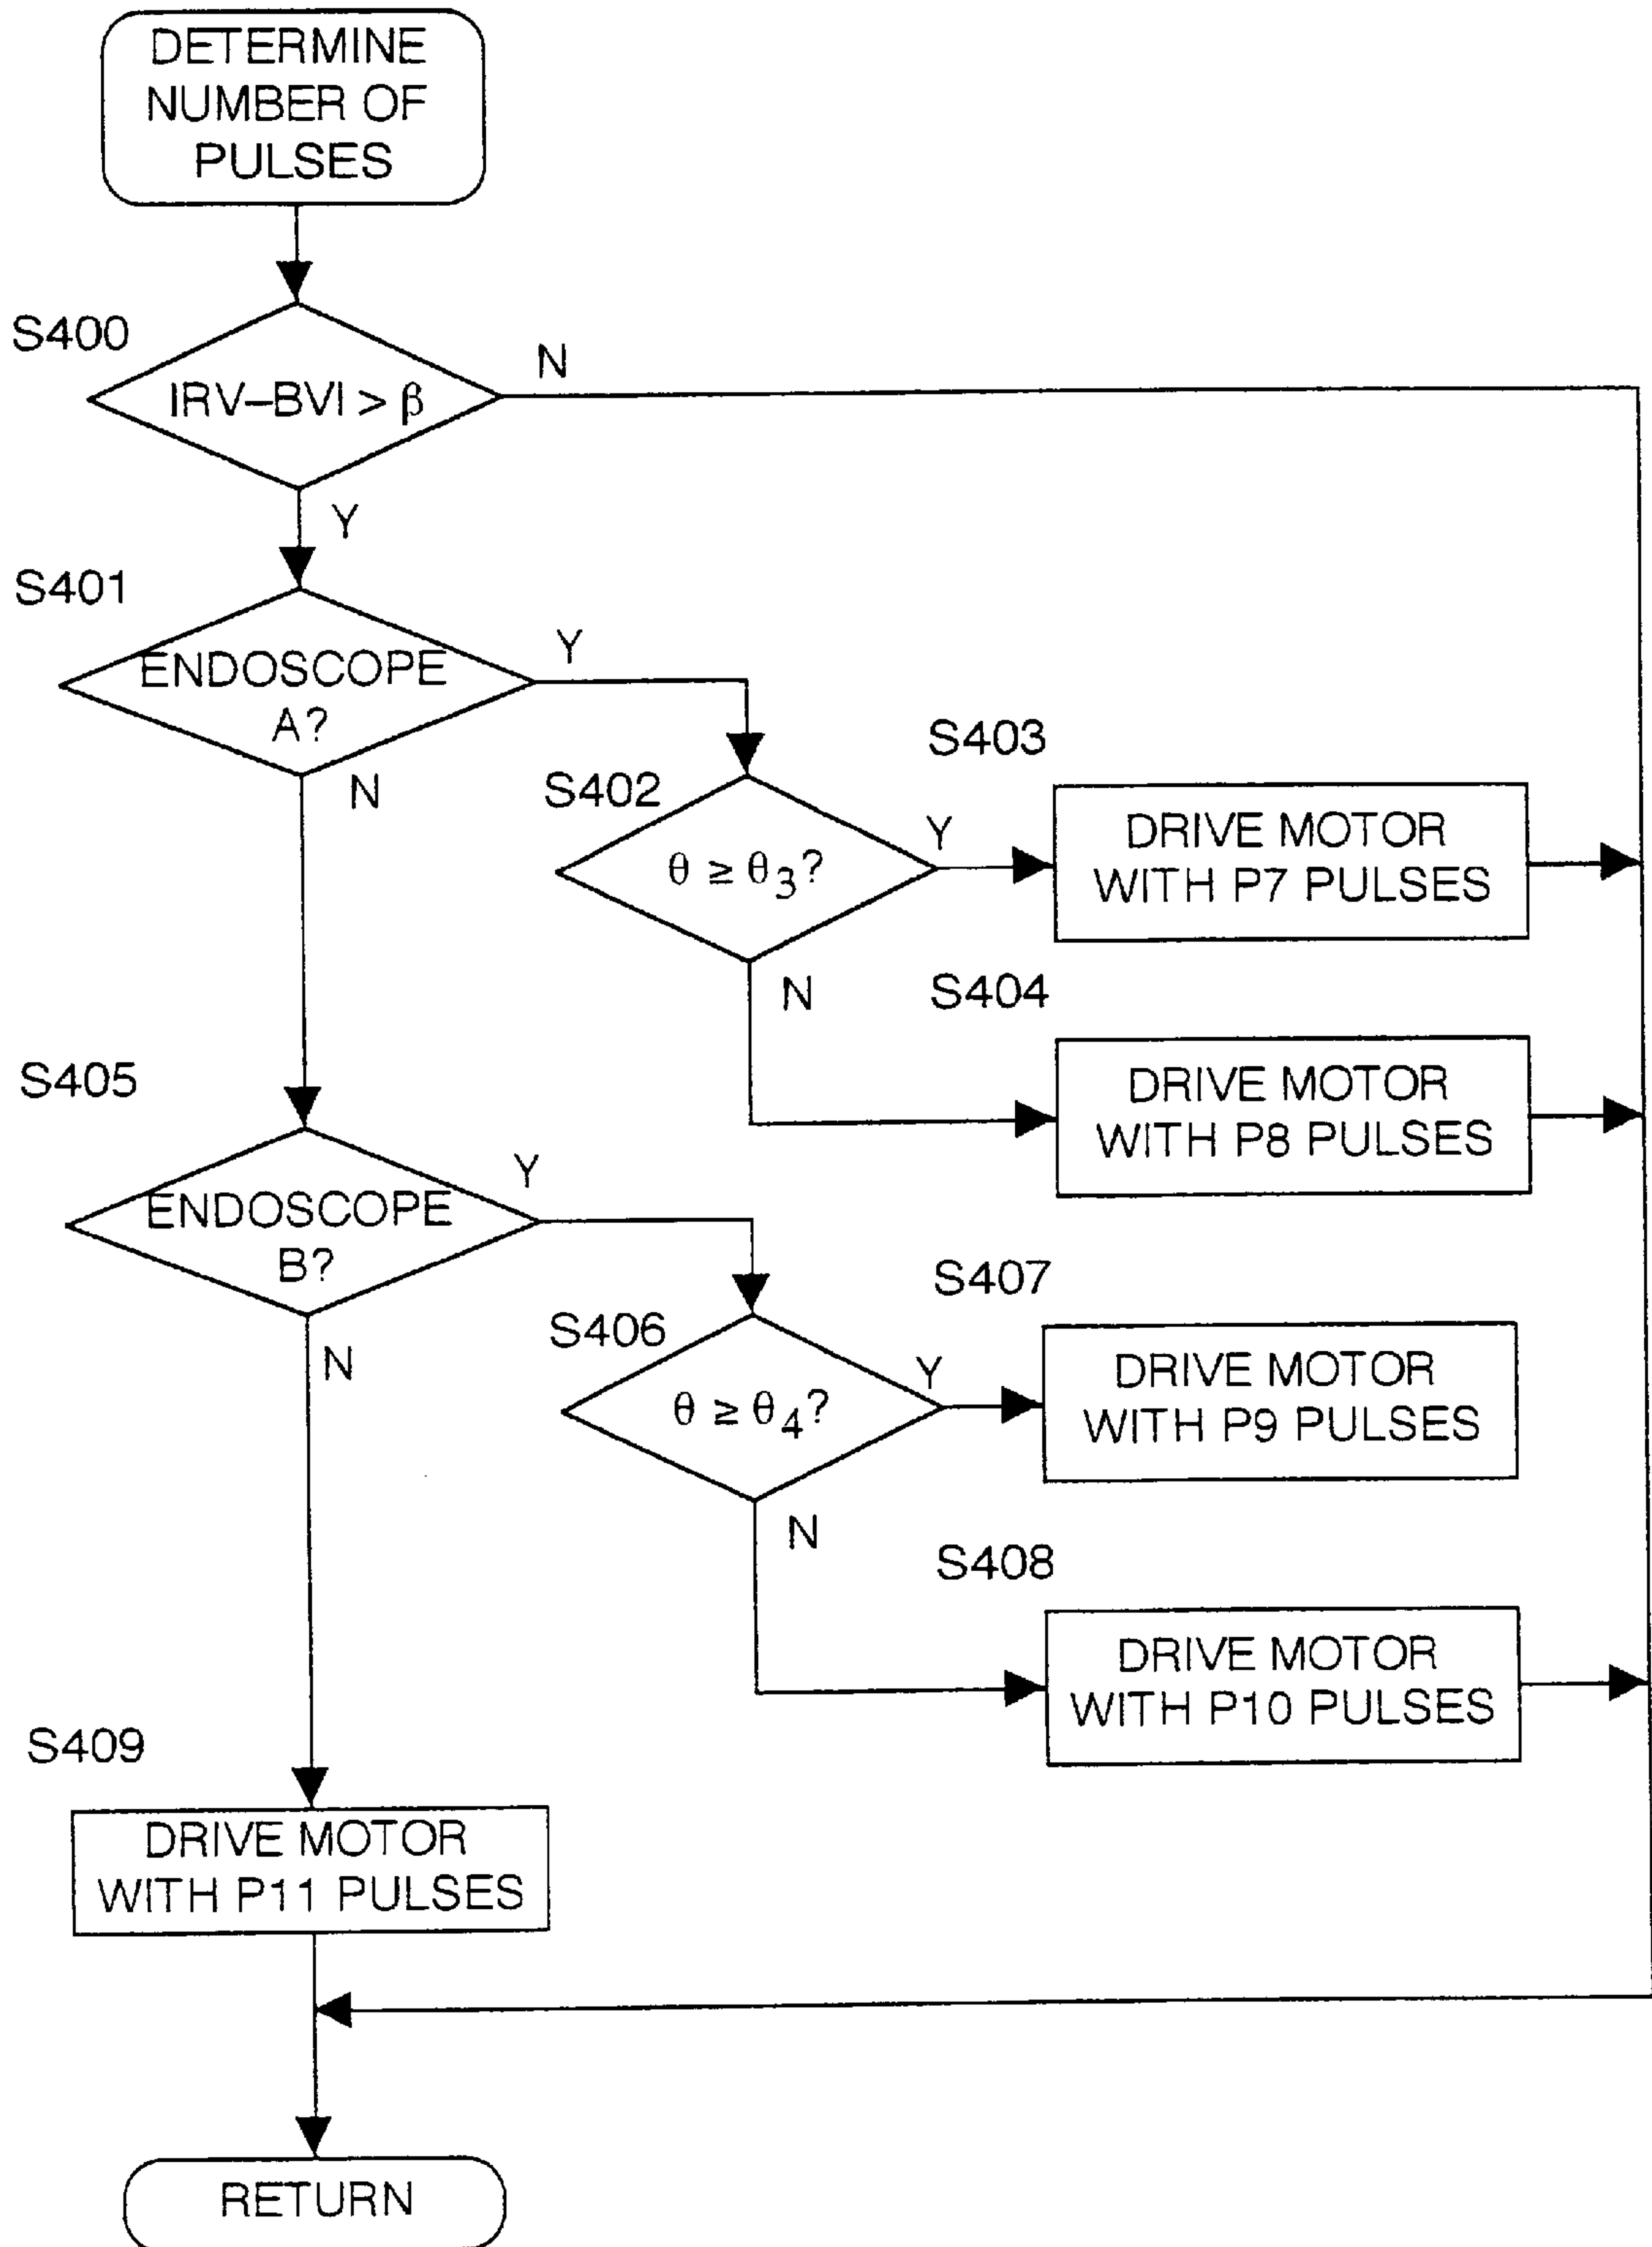 DETERMINE
NUMBER OF
PULSES
S400
IRV–BVI > β
N
Y
S401
ENDOSCOPE
A?
Y
N
S402
θ ≥ θ3?
Y
N
S403
DRIVE MOTOR
WITH P7 PULSES
S404
DRIVE MOTOR
WITH P8 PULSES
S405
ENDOSCOPE
B?
Y
N
S406
θ ≥ θ4?
Y
N
S407
DRIVE MOTOR
WITH P9 PULSES
S408
DRIVE MOTOR
WITH P10 PULSES
S409
DRIVE MOTOR
WITH P11 PULSES
RETURN